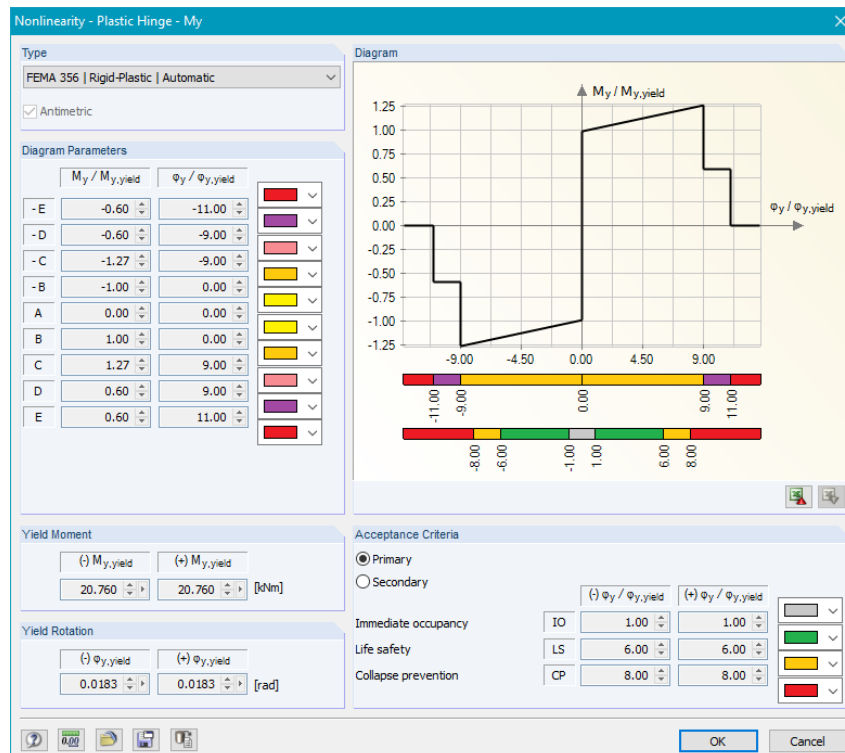 Nonlinearity - Plastic Hinge - My
Type
FEMA 356 | Rigid-Plastic | Automatic
Antimetric
Diagram Parameters
My / My,yield φy / φy,yield
- E -0.60 -11.00
- D -0.60 -9.00
- C -1.27 -9.00
- B -1.00 0.00
A 0.00 0.00
B 1.00 0.00
C 1.27 9.00
D 0.60 9.00
E 0.60 11.00
Diagram
My / My,yield
1.25
1.00
0.75
0.50
0.25
0.00
-0.25
-0.50
-0.75
-1.00
-1.25
φy / φy,yield
-9.00 -4.50 0.00 4.50 9.00
-11.00 -9.00 0.00 9.00 11.00
-8.00 -6.00 -1.00 1.00 6.00 8.00
Yield Moment
(-) My,yield (+) My,yield
20.760 20.760 [kNm]
Yield Rotation
(-) φy,yield (+) φy,yield
0.0183 0.0183 [rad]
Acceptance Criteria
Primary
Secondary
(-) φy / φy,yield (+) φy / φy,yield
Immediate occupancy IO 1.00 1.00
Life safety LS 6.00 6.00
Collapse prevention CP 8.00 8.00
0.00
OK Cancel